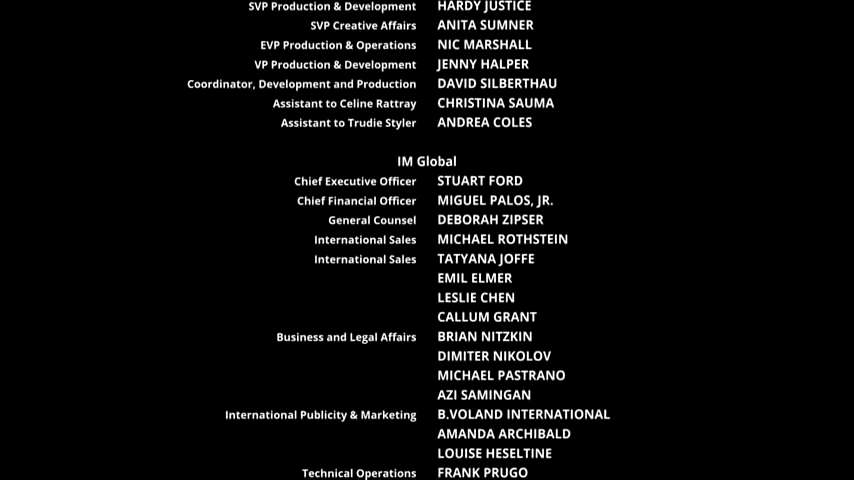 SVP Production & Development HARDY JUSTICE
SVP Creative Affairs ANITA SUMNER
EVP Production & Operations NIC MARSHALL
VP Production & Development JENNY HALPER
Coordinator, Development and Production DAVID SILBERTHAU
Assistant to Celine Rattray CHRISTINA SAUMA
Assistant to Trudie Styler ANDREA COLES
IM Global
Chief Executive Officer STUART FORD
Chief Financial Officer MIGUEL PALOS, JR.
General Counsel DEBORAH ZIPSER
International Sales MICHAEL ROTHSTEIN
International Sales TATYANA JOFFE
EMIL ELMER
LESLIE CHEN
CALLUM GRANT
Business and Legal Affairs BRIAN NITZKIN
DIMITER NIKOLOV
MICHAEL PASTRANO
AZI SAMINGAN
International Publicity & Marketing B.VOLAND INTERNATIONAL
AMANDA ARCHIBALD
LOUISE HESELTINE
Technical Operations FRANK PRUGO